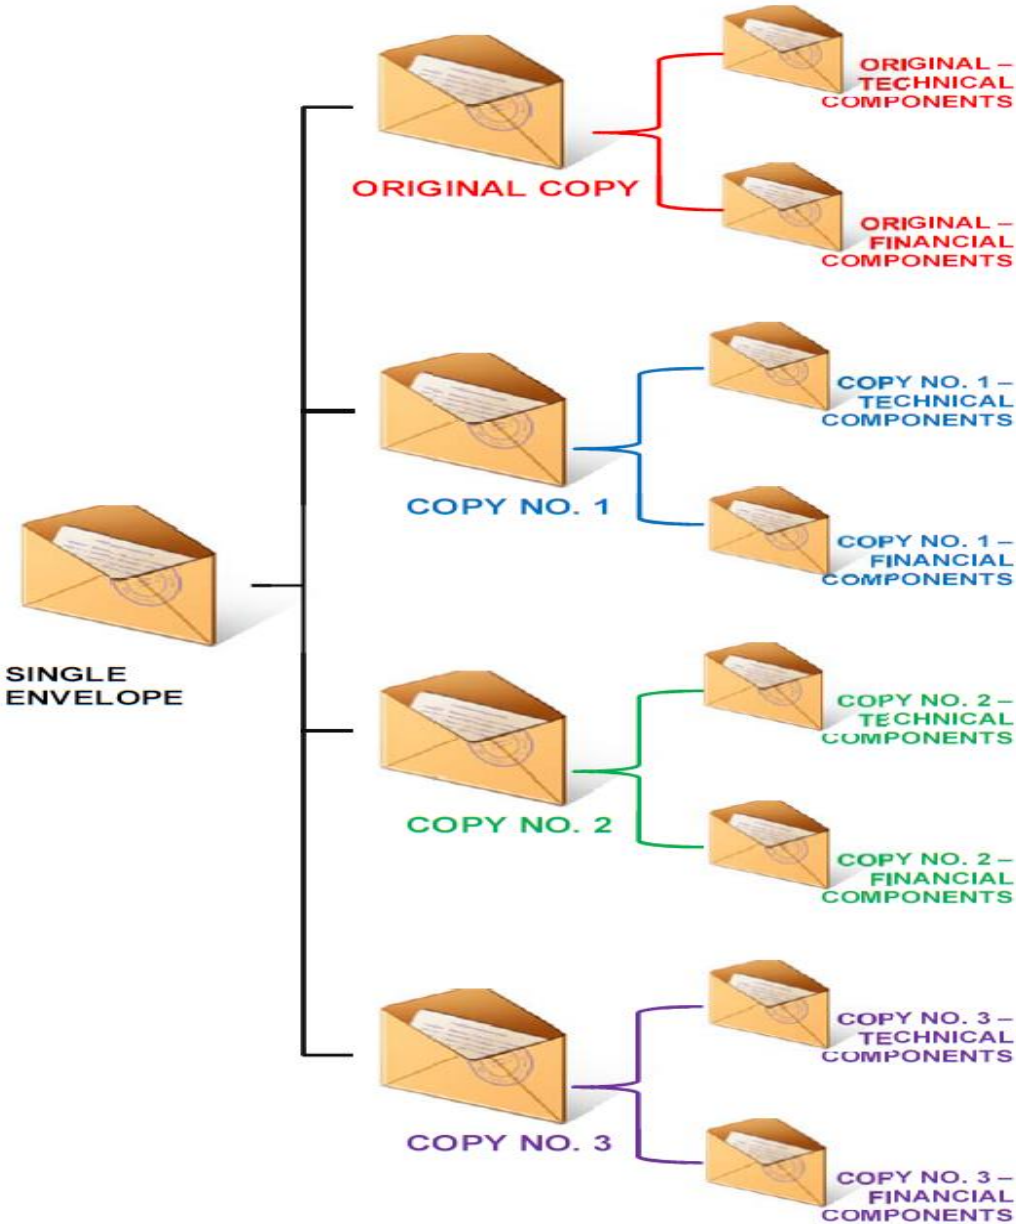 ORIGINAL –
TECHNICAL
COMPONENTS
ORIGINAL COPY
ORIGINAL –
FINANCIAL
COMPONENTS
COPY NO. 1 –
TECHNICAL
COMPONENTS
COPY NO. 1
COPY NO. 1 –
FINANCIAL
COMPONENTS
SINGLE
ENVELOPE
COPY NO. 2 –
TECHNICAL
COMPONENTS
COPY NO. 2
COPY NO. 2 –
FINANCIAL
COMPONENTS
COPY NO. 3 –
TECHNICAL
COMPONENTS
COPY NO. 3
COPY NO. 3 –
FINANCIAL
COMPONENTS